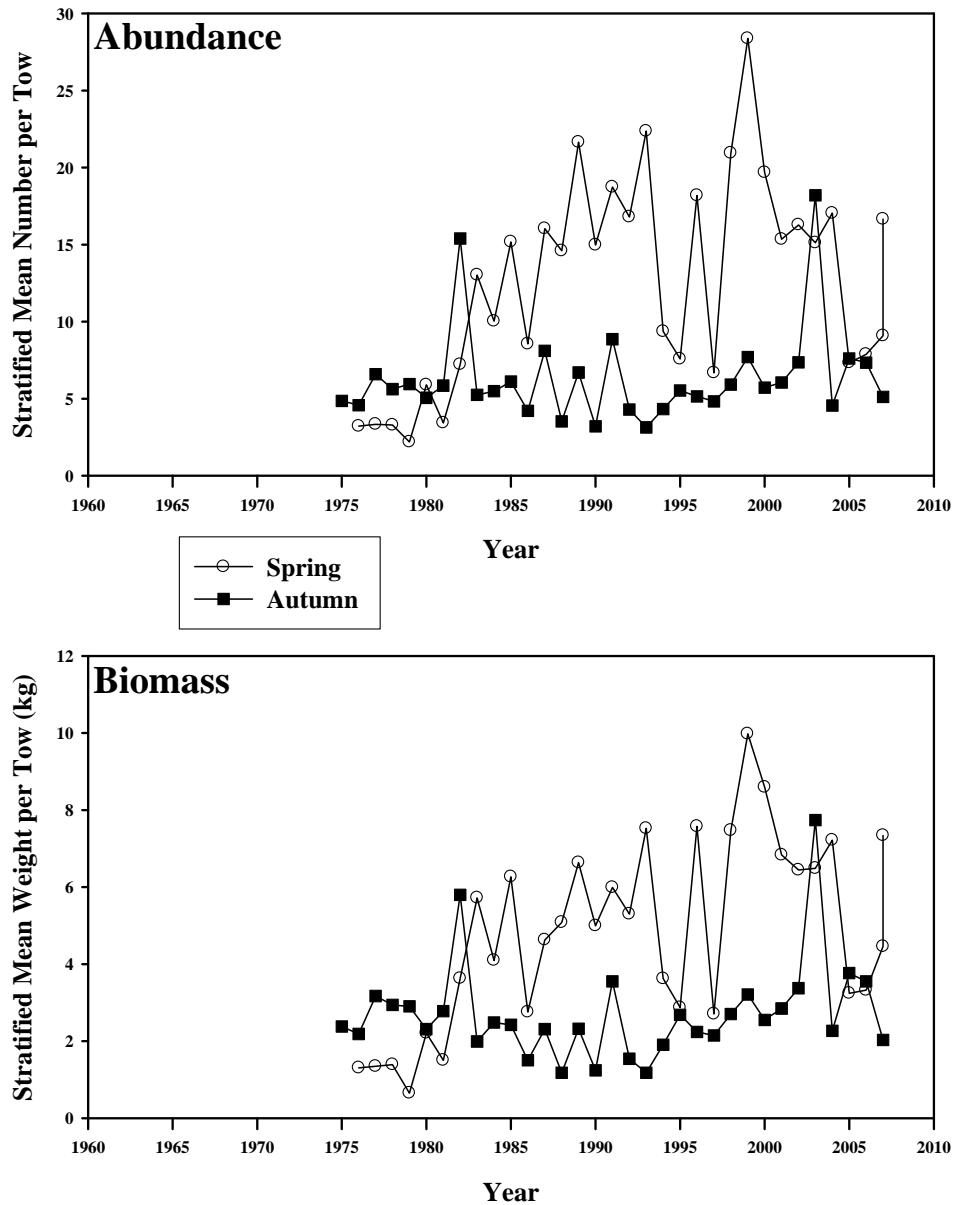 Abundance
Stratified Mean Number per Tow
30
25
20
15
10
5
0
1960 1965 1970 1975 1980 1985 1990 1995 2000 2005 2010
Year
Spring
Autumn
Biomass
Stratified Mean Weight per Tow (kg)
12
10
8
6
4
2
0
1960 1965 1970 1975 1980 1985 1990 1995 2000 2005 2010
Year